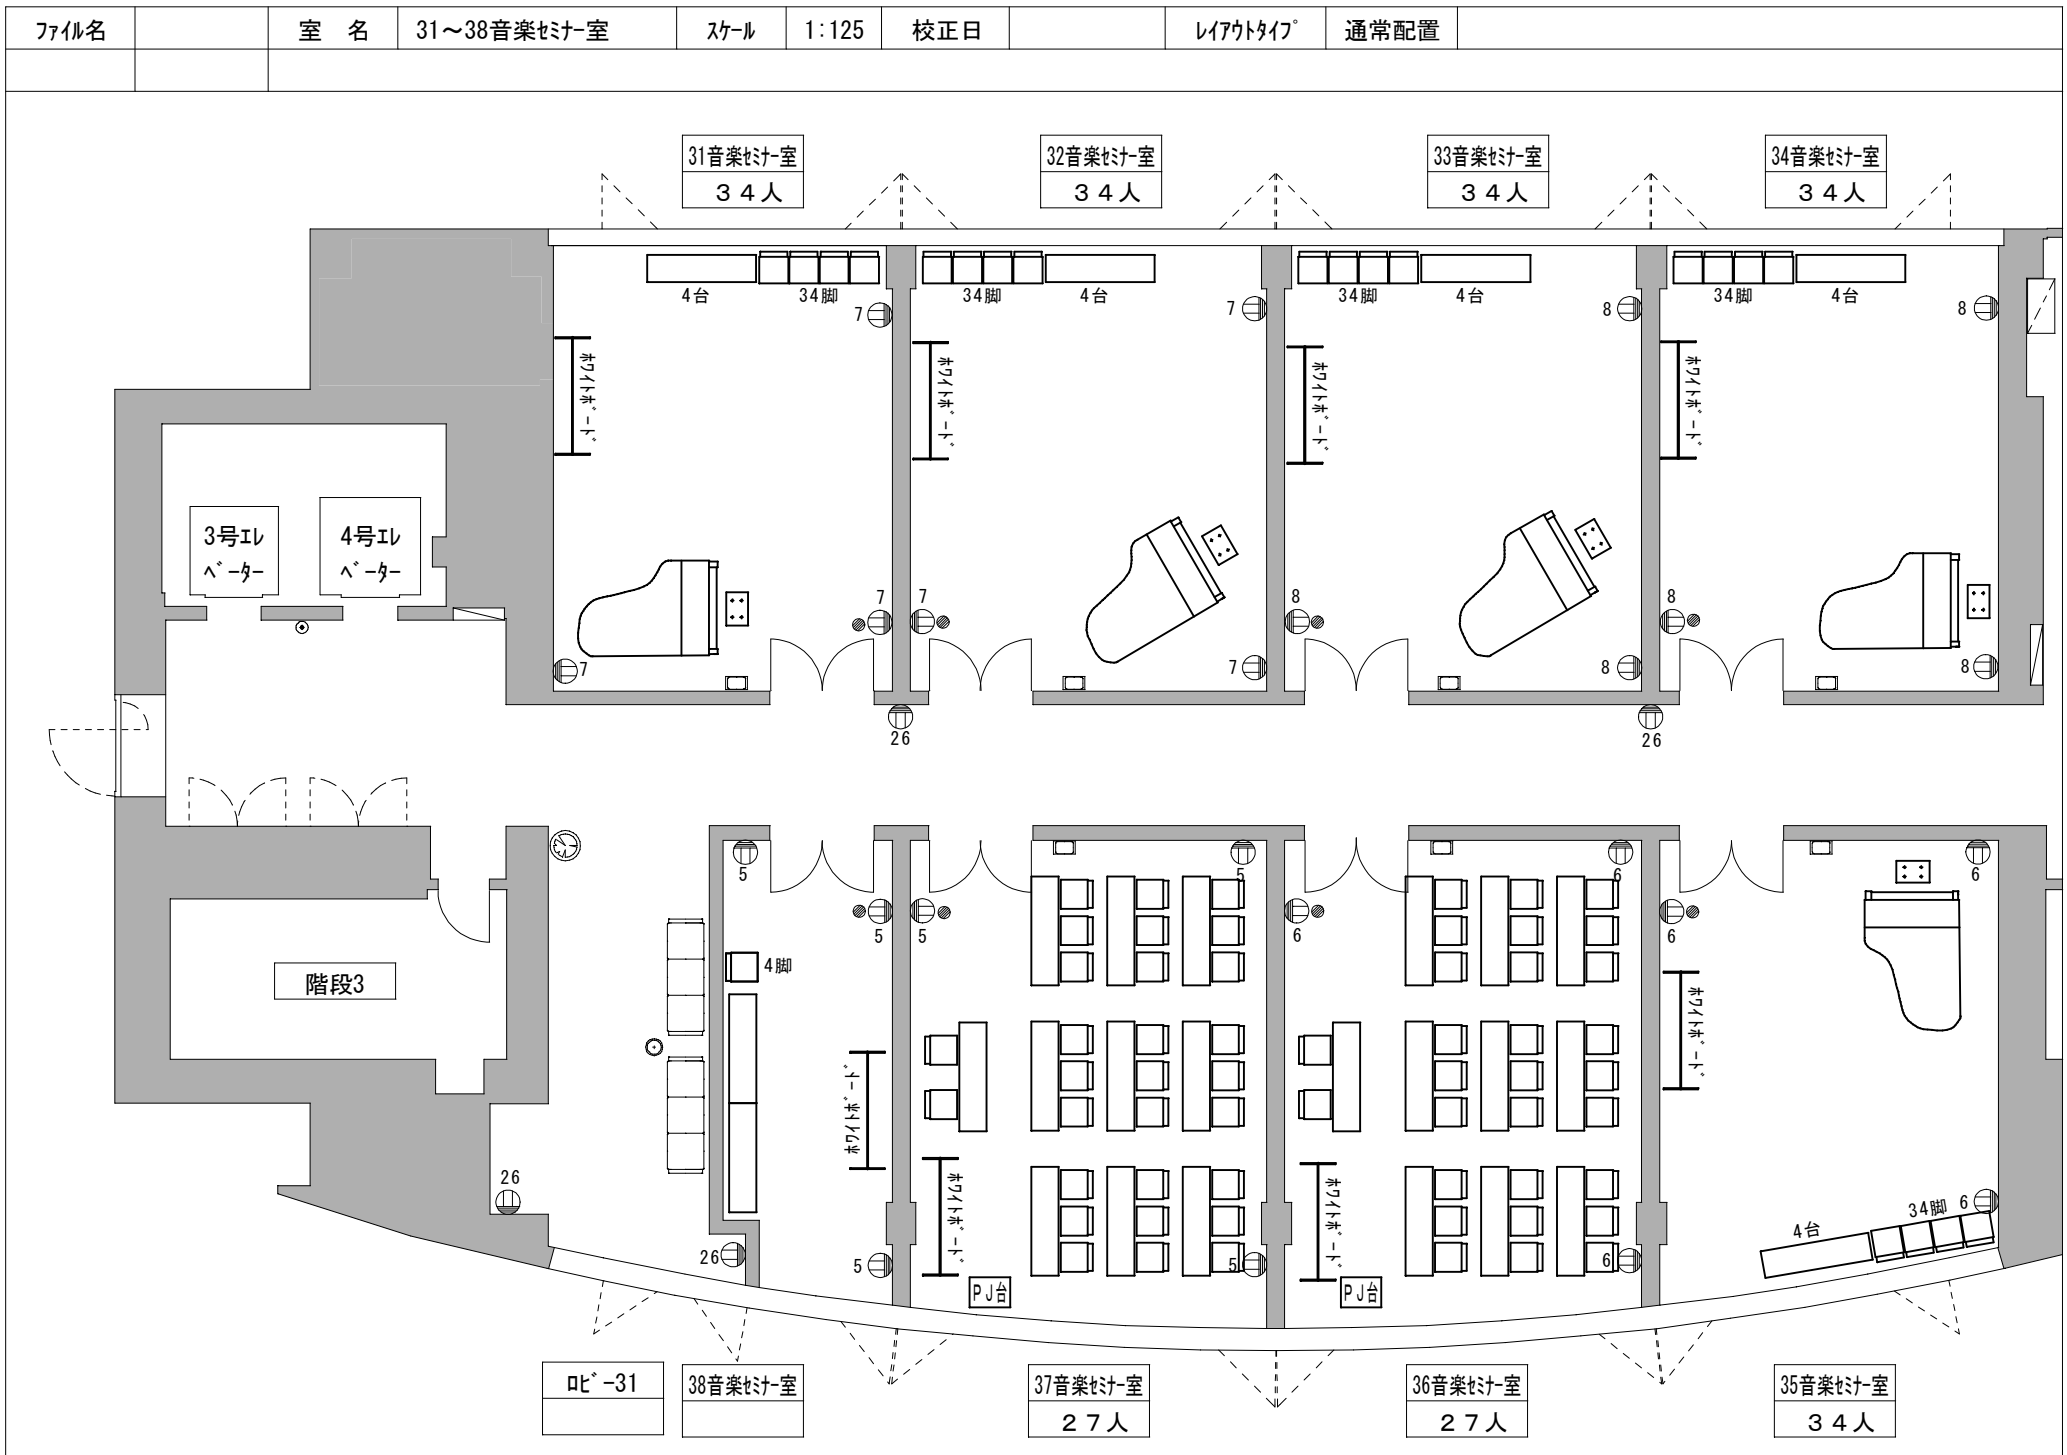 ファイル名 室 名 31～38音楽セミナー室 スケール 1:125 校正日 レイアウトタイプ 通常配置
31音楽セミナー室
34人
32音楽セミナー室
34人
33音楽セミナー室
34人
34音楽セミナー室
34人
4台 34脚
34脚 4台
34脚 4台
34脚 4台
7 7 8 8
ホワイトボード
ホワイトボード
ホワイトボード
ホワイトボード
3号エレ
ベーター
4号エレ
ベーター
7 7 8 8
7 7 8 8
26 26
5 5 6 6
5 5 6 6
4脚
階段3
ホワイトボード
ホワイトボード
ホワイトボード
ホワイトボード
26
26
5 5 6
4台 34脚 6
PJ台
PJ台
ロビー31
38音楽セミナー室
37音楽セミナー室
27人
36音楽セミナー室
27人
35音楽セミナー室
34人